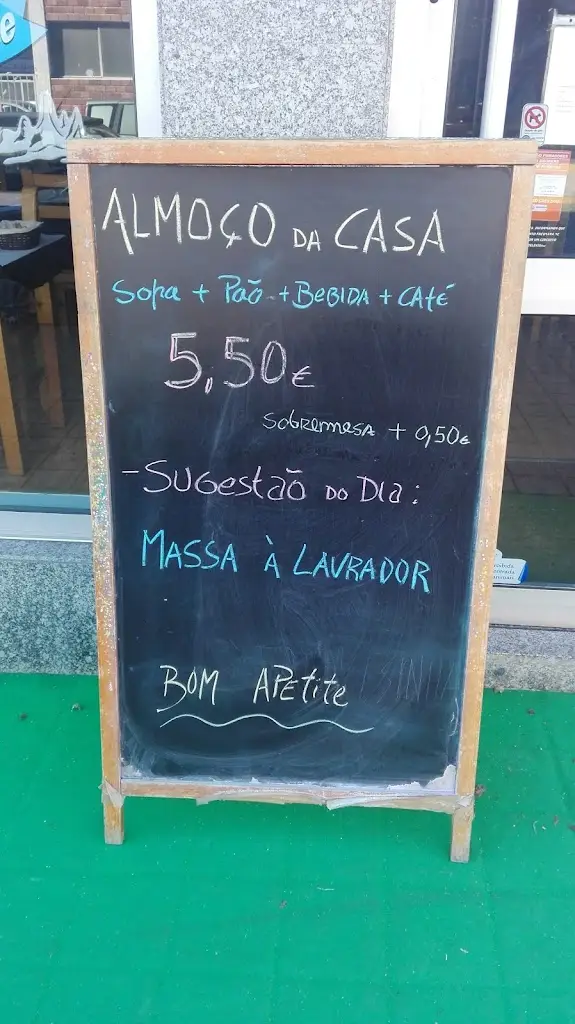 ALMOÇO DA CASA
Sopa + Pão + BEBIDA + CAFÉ
5,50€
Sobremesa + 0,50€
- Sugestão do Dia:
MASSA À LAVRADOR
BOM APetite